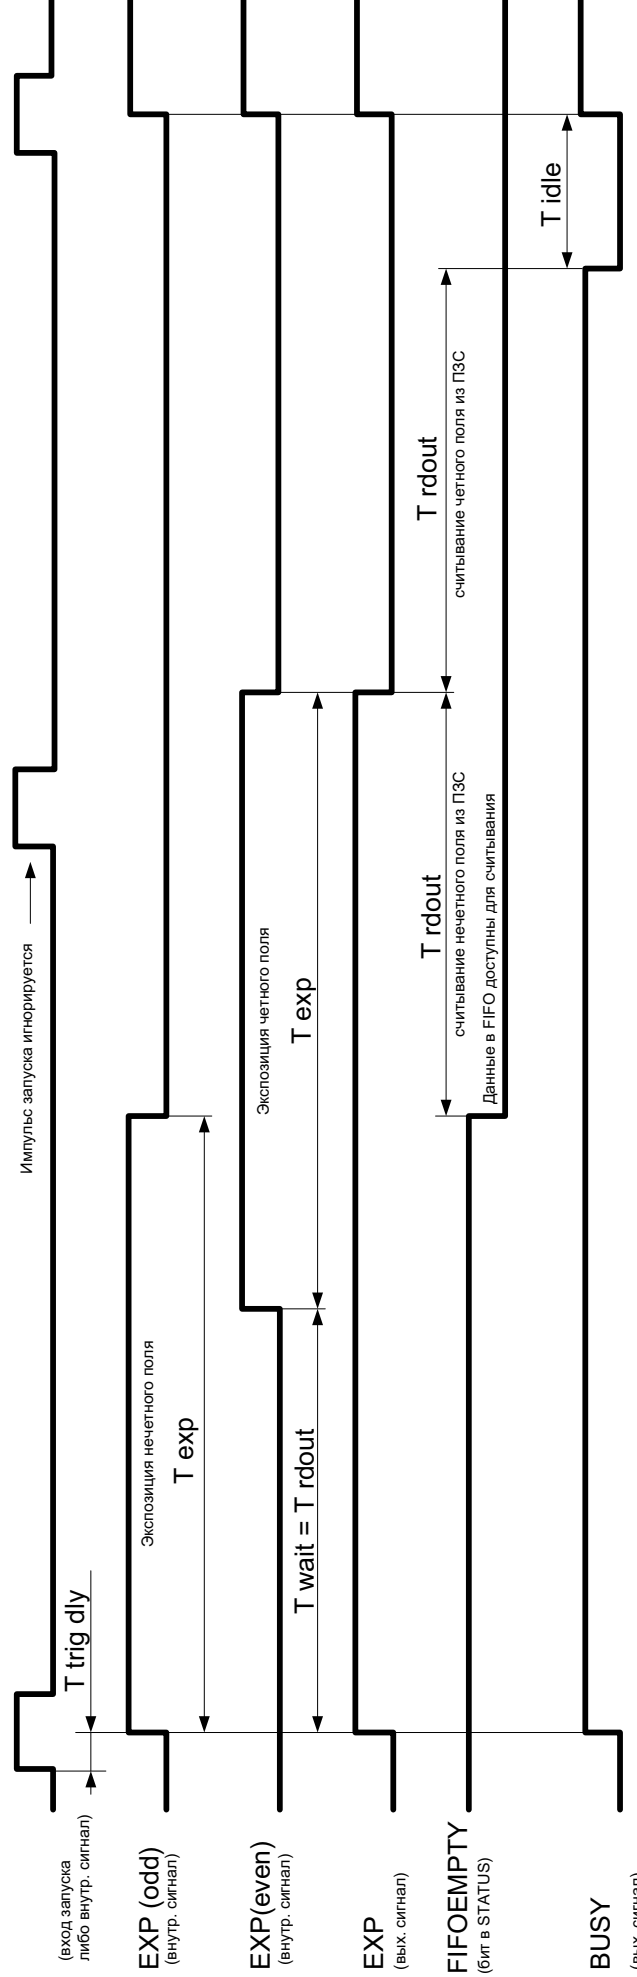 (вход запуска
либо внутр. сигнал)
T trig dly
Импульс запуска игнорируется
EXP (odd)
(внутр. сигнал)
Экспозиция нечетного поля
T exp
EXP(even)
(внутр. сигнал)
Экспозиция четного поля
T wait = T rdout
T exp
EXP
(вых. сигнал)
FIFOEMPTY
(бит в STATUS)
T rdout
считывание нечетного поля из ПЗС
Данные в FIFO доступны для считывания
T rdout
считывание четного поля из ПЗС
T idle
BUSY
(вых. сигнал)